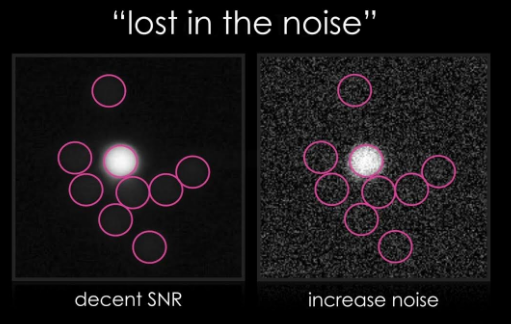 “lost in the noise”
decent SNR
increase noise